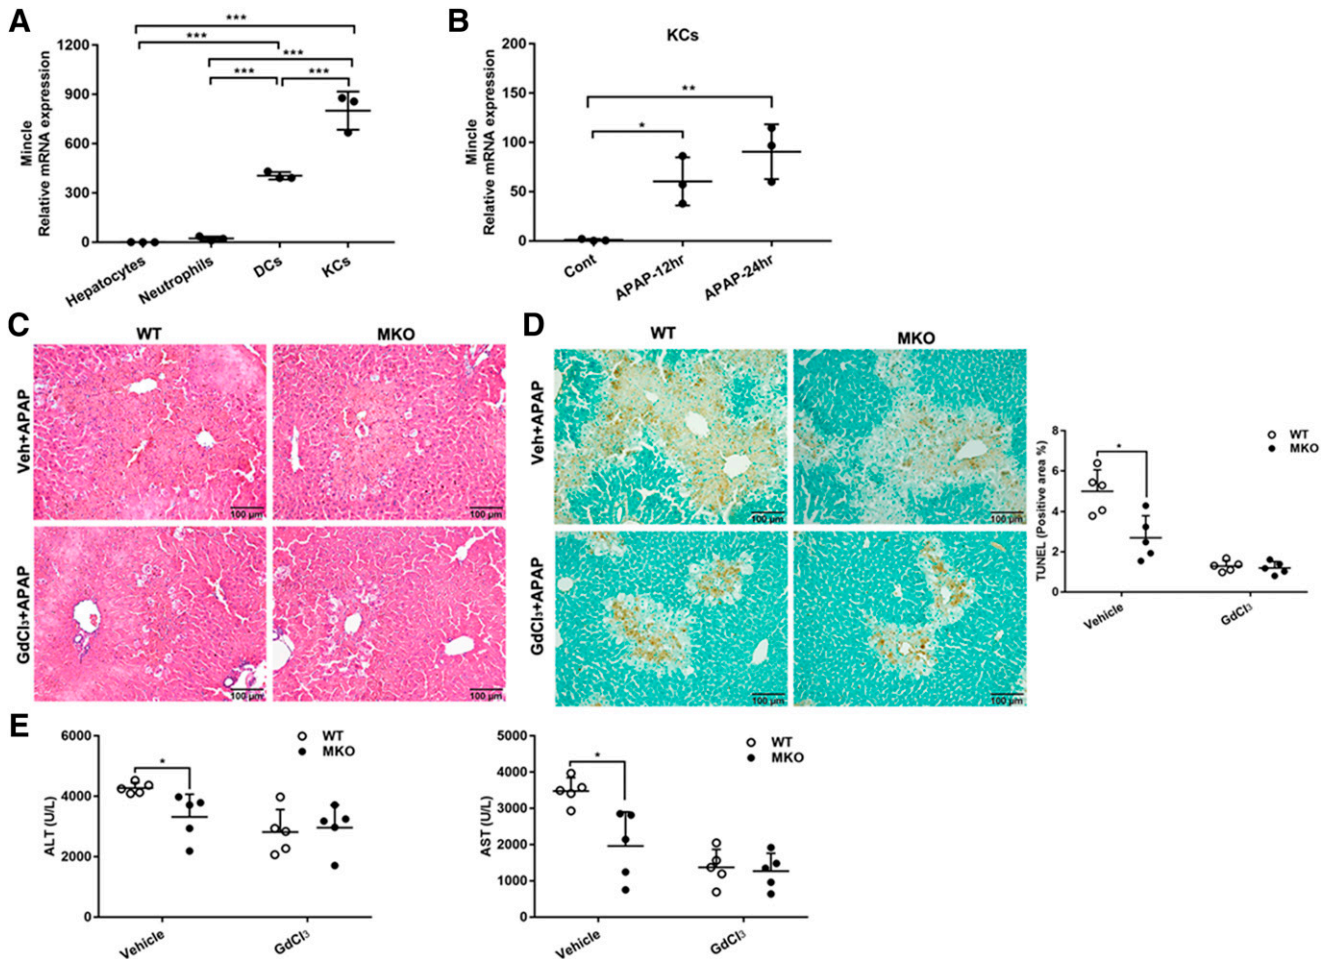 A
***
***
***
***
***
Mincle
Relative mRNA expression
1200
900
600
300
0
Hepatocytes
Neutrophils
DCs
KCs
B
KCs
**
*
Mincle
Relative mRNA expression
200
150
100
50
0
Cont
APAP-12hr
APAP-24hr
C
WT
MKO
Veh+APAP
100 µm
100 µm
GdCl3+APAP
100 µm
100 µm
D
WT
MKO
Veh+APAP
100 µm
100 µm
GdCl3+APAP
100 µm
100 µm
TUNEL (Positive area %)
8
6
4
2
0
*
WT
MKO
Vehicle
GdCl3
E
ALT (U/L)
6000
4000
2000
0
*
WT
MKO
Vehicle
GdCl3
AST (U/L)
5000
4000
3000
2000
1000
0
*
WT
MKO
Vehicle
GdCl3